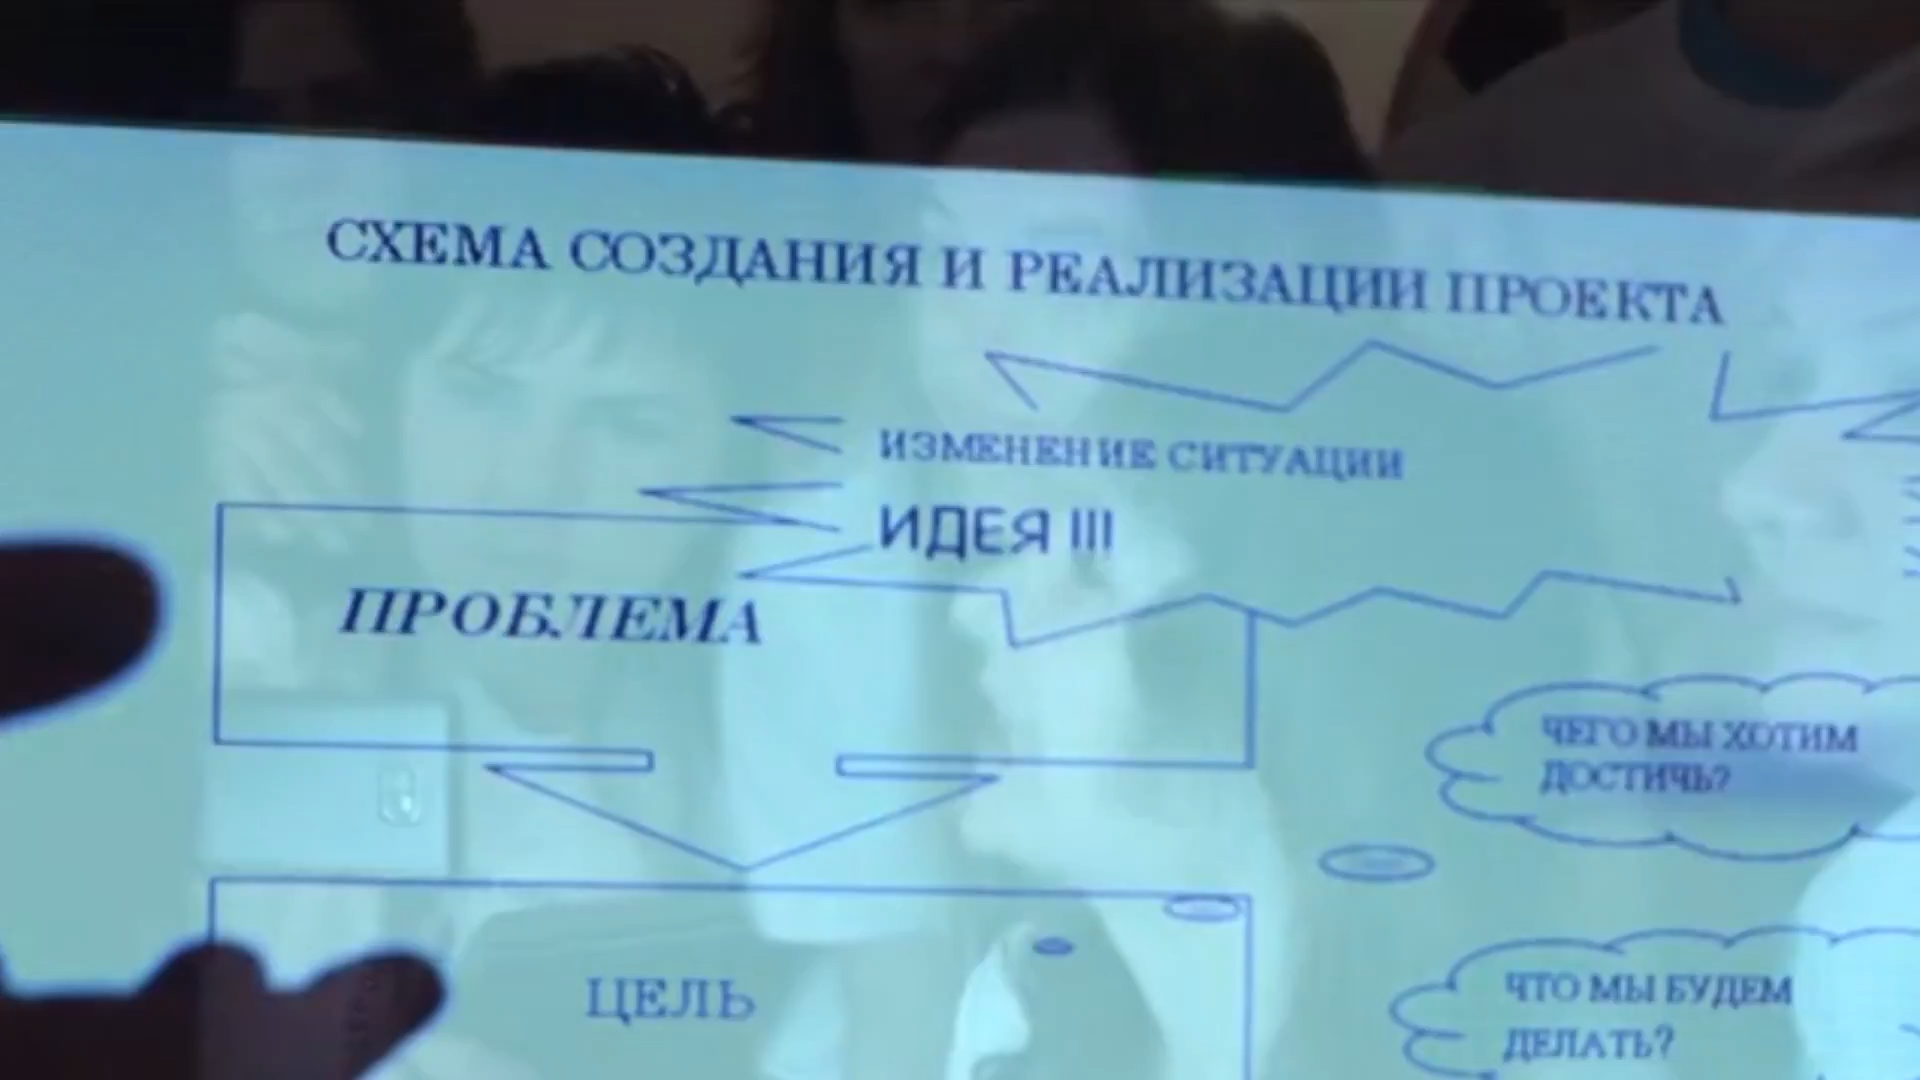 СХЕМА СОЗДАНИЯ И РЕАЛИЗАЦИИ ПРОЕКТА
ИЗМЕНЕНИЕ СИТУАЦИИ
ИДЕЯ !!!
ПРОБЛЕМА
ЧЕГО МЫ ХОТИМ
ДОСТИЧЬ?
ЦЕЛЬ
ЧТО МЫ БУДЕМ
ДЕЛАТЬ?